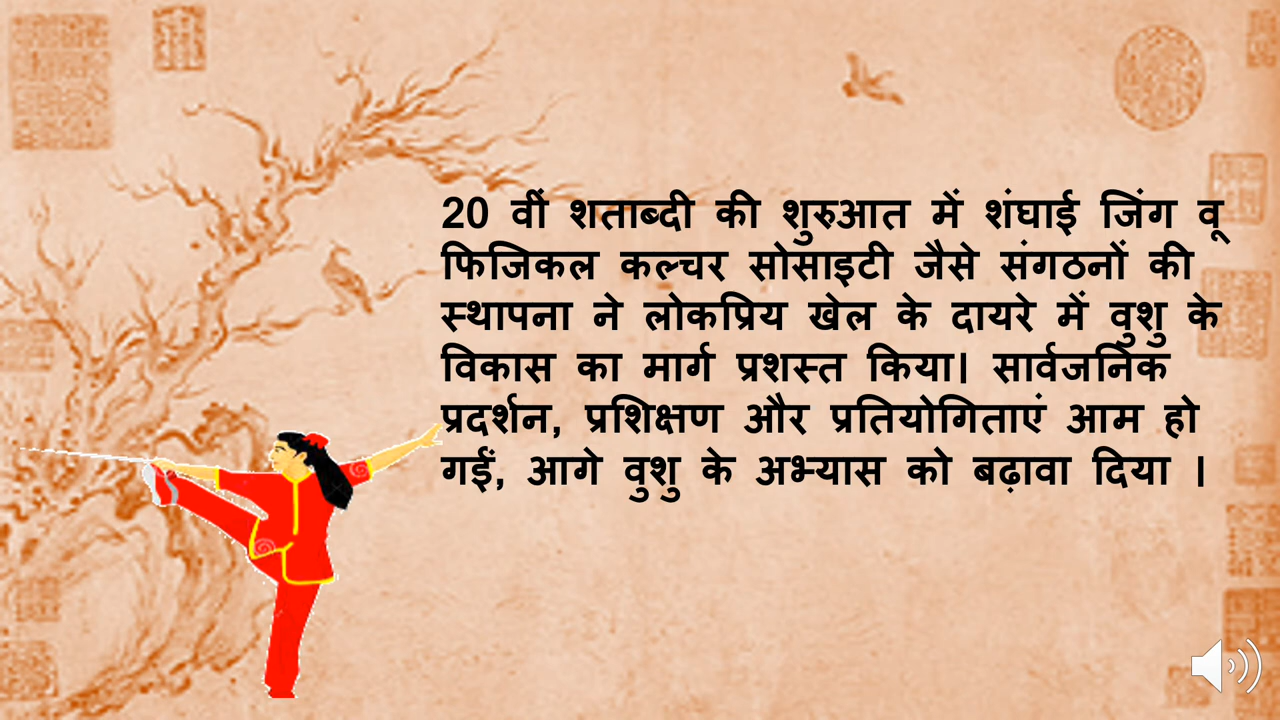 20 वीं शताब्दी की शुरुआत में शंघाई जिंग वू
फिजिकल कल्चर सोसाइटी जैसे संगठनों की
स्थापना ने लोकप्रिय खेल के दायरे में वुशु के
विकास का मार्ग प्रशस्त किया। सार्वजनिक
प्रदर्शन, प्रशिक्षण और प्रतियोगिताएं आम हो
गईं, आगे वुशु के अभ्यास को बढ़ावा दिया ।